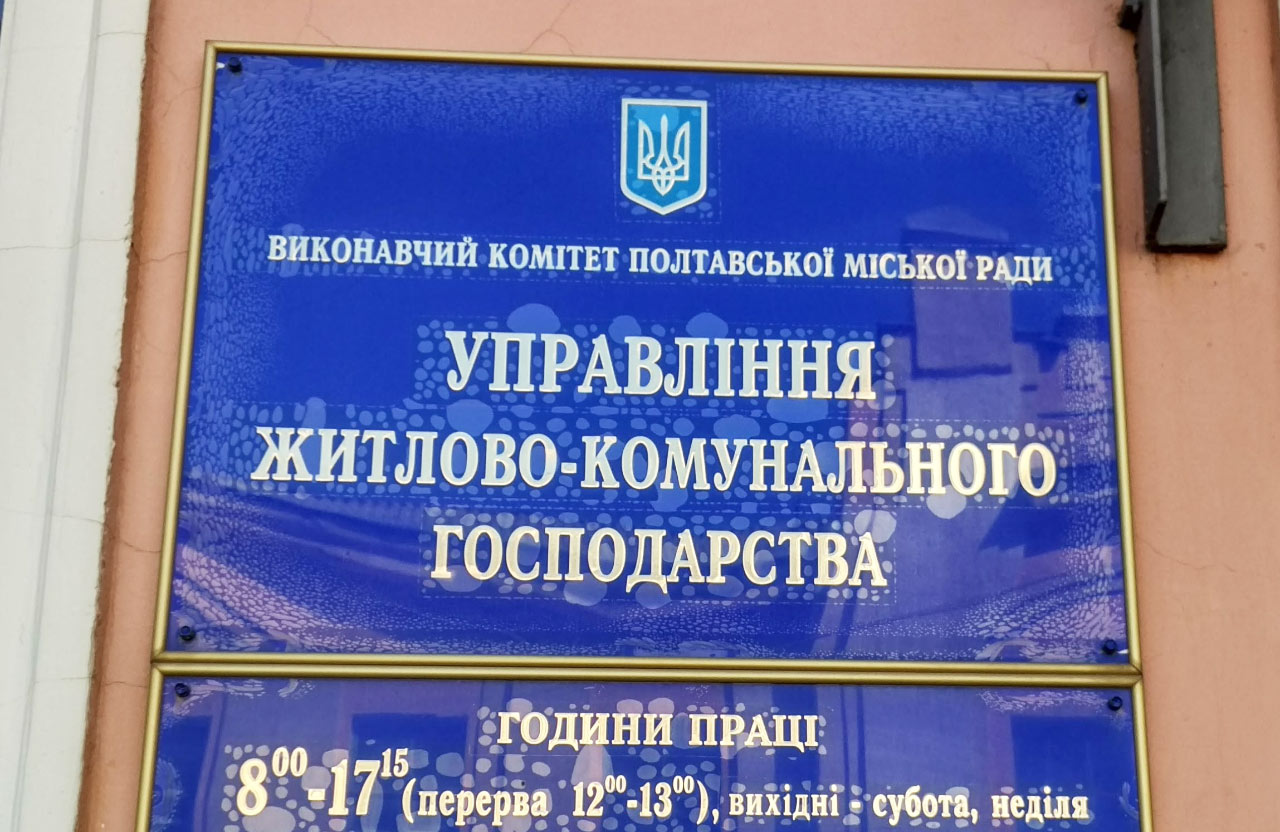 ВИКОНАВЧИЙ КОМІТЕТ ПОЛТАВСЬКОЇ МІСЬКОЇ РАДИ
УПРАВЛІННЯ
ЖИТЛОВО-КОМУНАЛЬНОГО
ГОСПОДАРСТВА
ГОДИНИ ПРАЦІ
8⁰⁰-17¹⁵ (перерва 12⁰⁰-13⁰⁰), вихідні - субота, неділя